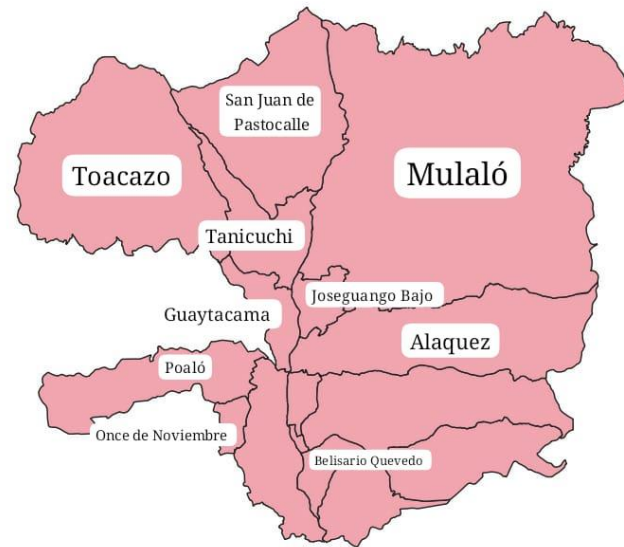 San Juan de
Pastocalle
Toacazo
Mulaló
Tanicuchi
Joseguango Bajo
Guaytacama
Alaquez
Poaló
Once de Noviembre
Belisario Quevedo